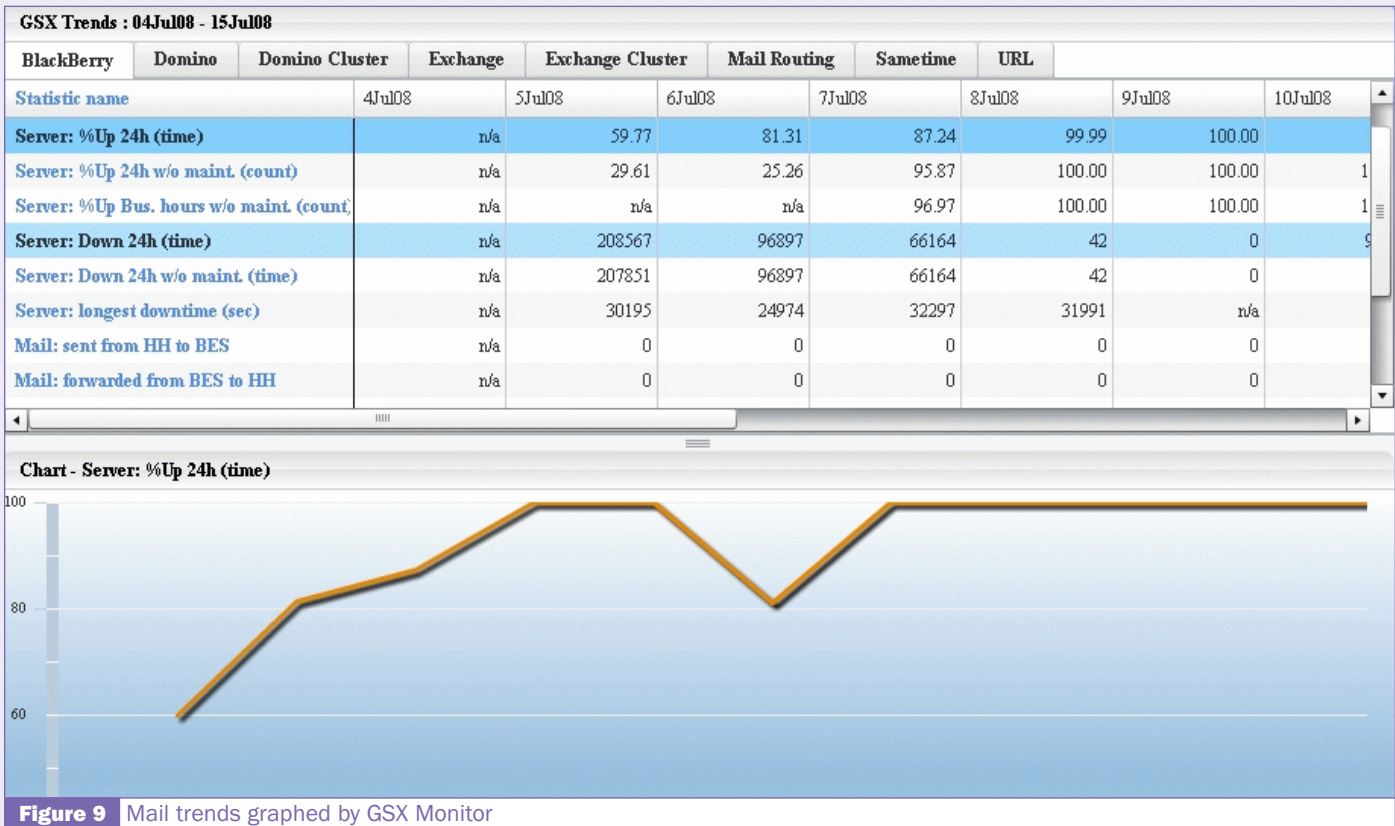 GSX Trends : 04Jul08 - 15Jul08
BlackBerry Domino Domino Cluster Exchange Exchange Cluster Mail Routing Sametime URL
Statistic name 4Jul08 5Jul08 6Jul08 7Jul08 8Jul08 9Jul08 10Jul08
Server: %Up 24h (time) n/a 59.77 81.31 87.24 99.99 100.00
Server: %Up 24h w/o maint. (count) n/a 29.61 25.26 95.87 100.00 100.00 1
Server: %Up Bus. hours w/o maint. (count) n/a n/a n/a 96.97 100.00 100.00 1
Server: Down 24h (time) n/a 208567 96897 66164 42 0 9
Server: Down 24h w/o maint. (time) n/a 207851 96897 66164 42 0
Server: longest downtime (sec) n/a 30195 24974 32297 31991 n/a
Mail: sent from HH to BES n/a 0 0 0 0 0
Mail: forwarded from BES to HH n/a 0 0 0 0 0
Chart - Server: %Up 24h (time)
100
80
60
Figure 9 Mail trends graphed by GSX Monitor